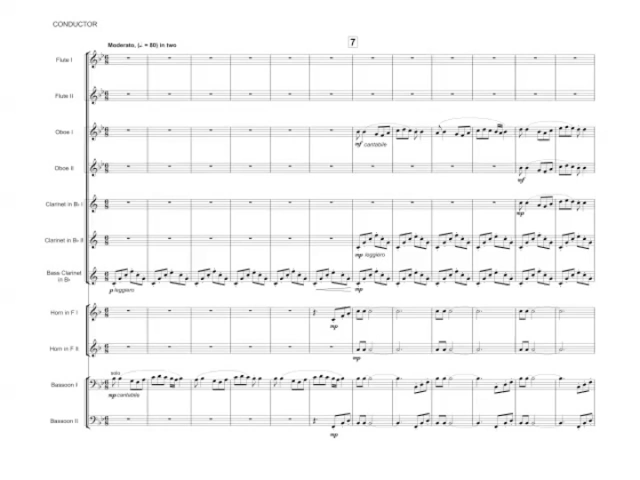 CONDUCTOR
Moderato, (♩. = 80) in two
7
Flute I
Flute II
Oboe I
mf cantabile
Oboe II
mf
Clarinet in B♭ I
mp
Clarinet in B♭ II
mp leggiero
Bass Clarinet
in B♭
p leggiero
mp
Horn in F I
mp
Horn in F II
mp
solo
Bassoon I
mp cantabile
Bassoon II
mp